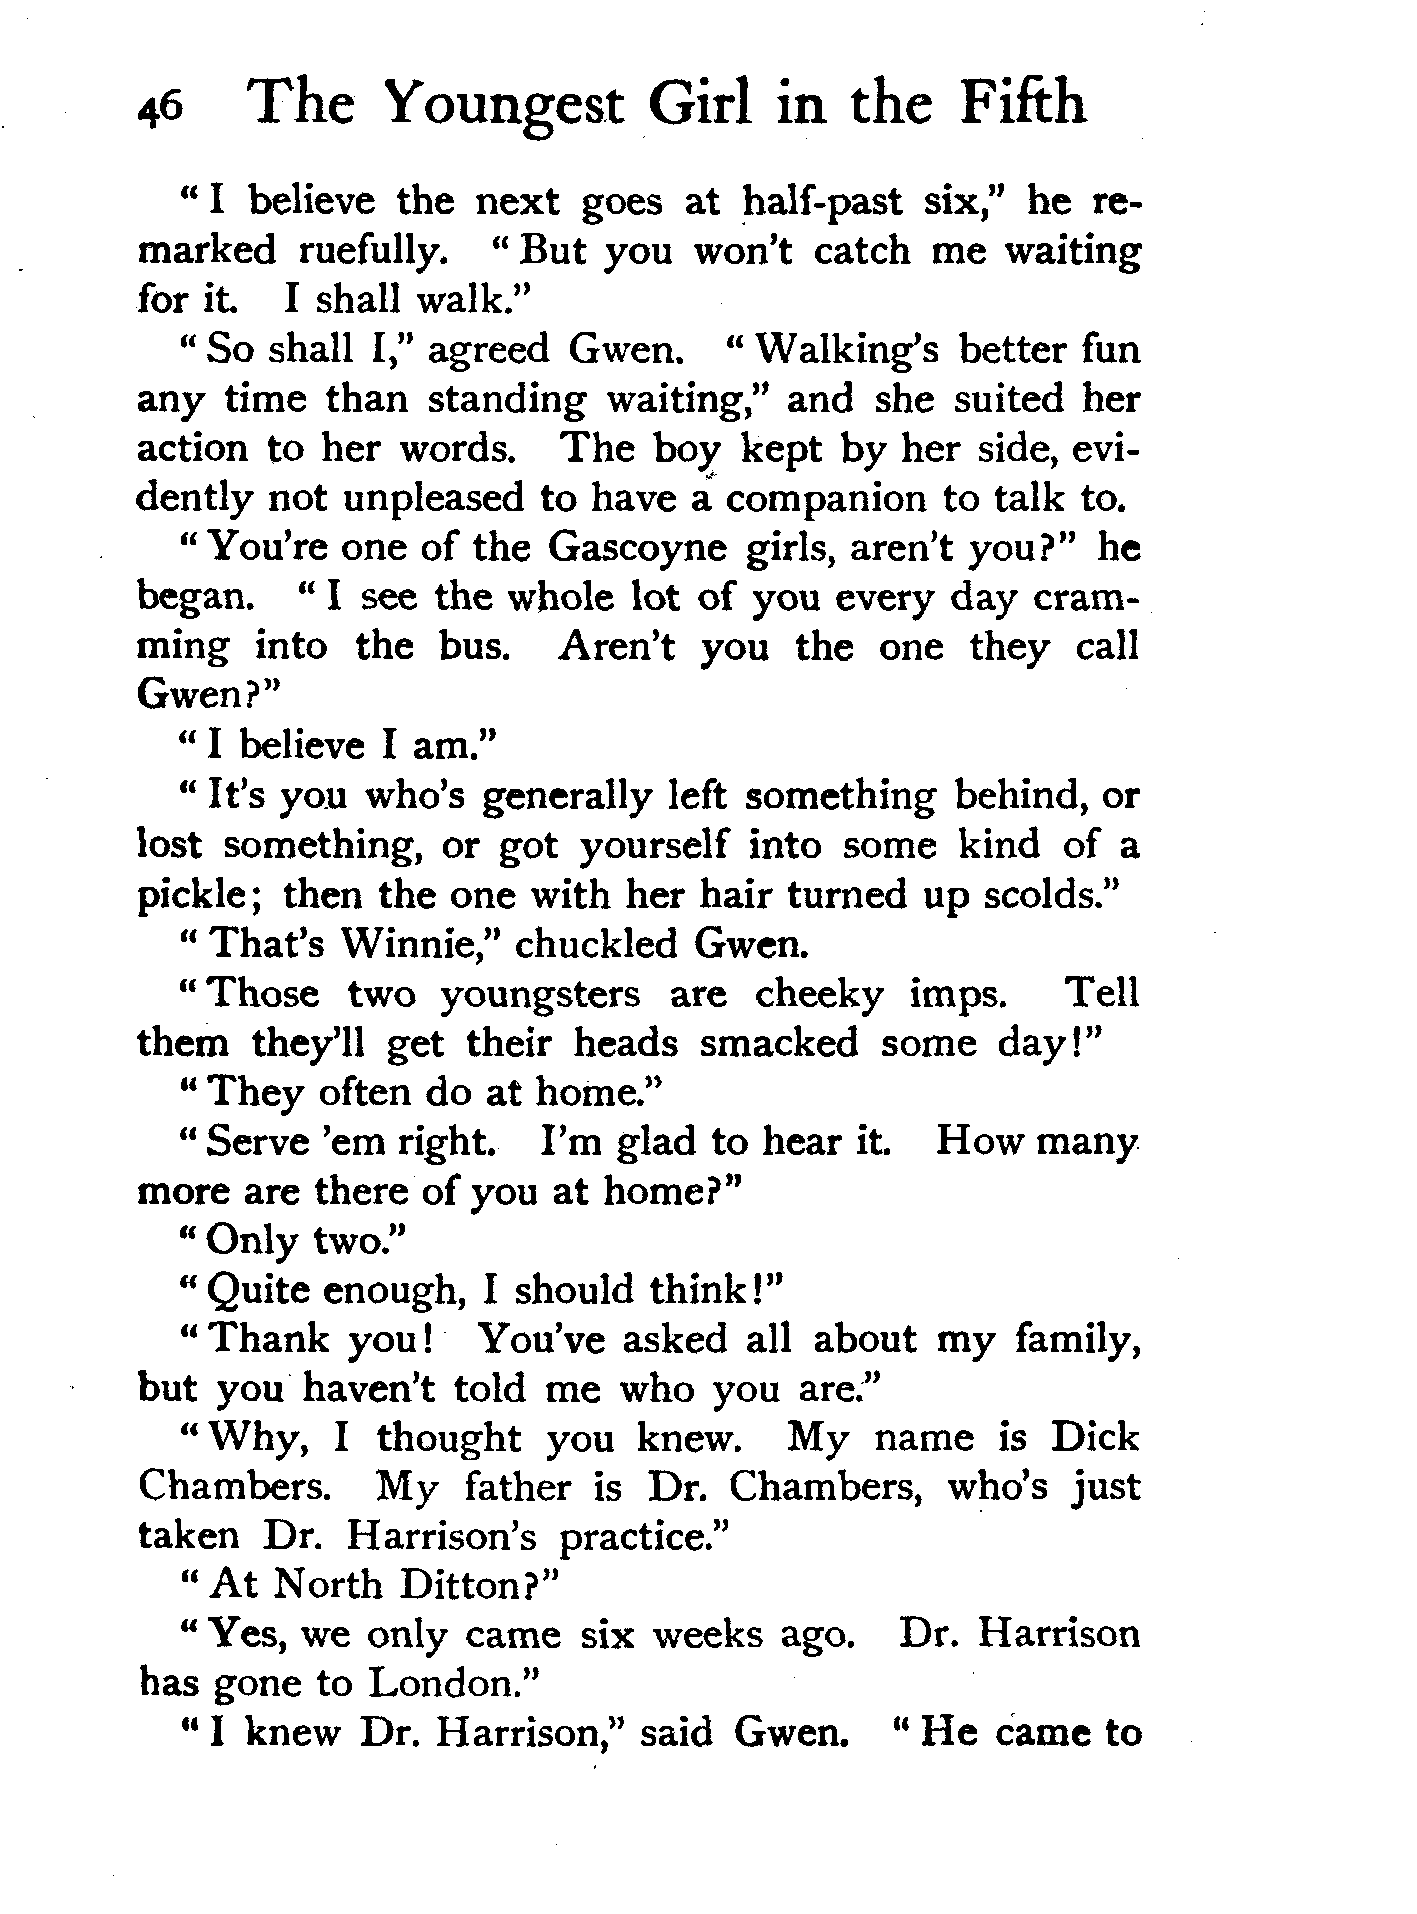 46 The Youngest Girl in the Fifth
“I believe the next goes at half-past six,” he re-
marked ruefully. “But you won't catch me waiting
for it. I shall walk.”
“So shall I,” agreed Gwen. “Walking's better fun
any time than standing waiting,” and she suited her
action to her words. The boy kept by her side, evi-
dently not unpleased to have a companion to talk to.
“You're one of the Gascoyne girls, aren't you?” he
began. “I see the whole lot of you every day cram-
ming into the bus. Aren't you the one they call
Gwen?”
“I believe I am.”
“It's you who's generally left something behind, or
lost something, or got yourself into some kind of a
pickle; then the one with her hair turned up scolds.”
“That's Winnie,” chuckled Gwen.
“Those two youngsters are cheeky imps. Tell
them they'll get their heads smacked some day!”
“They often do at home.”
“Serve 'em right. I'm glad to hear it. How many
more are there of you at home?”
“Only two.”
“Quite enough, I should think!”
“Thank you! You've asked all about my family,
but you haven't told me who you are.”
“Why, I thought you knew. My name is Dick
Chambers. My father is Dr. Chambers, who's just
taken Dr. Harrison's practice.”
“At North Ditton?”
“Yes, we only came six weeks ago. Dr. Harrison
has gone to London.”
“I knew Dr. Harrison,” said Gwen. “He came to